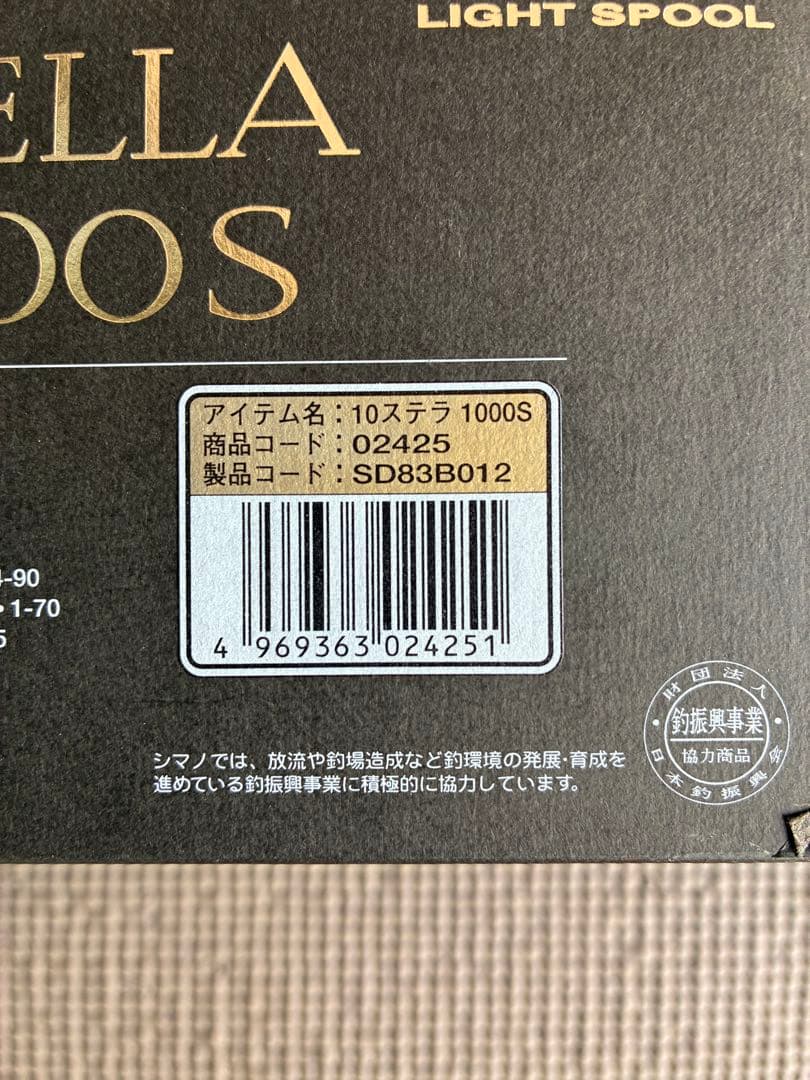 LIGHT SPOOL
ELLA
00S
アイテム名：10ステラ 1000S
商品コード：02425
製品コード：SD83B012
-90
・1-70
5
4 969363 024251
財団法人
釣振興事業
協力商品
日本釣振興会
シマノでは、放流や釣場造成など釣環境の発展・育成を
進めている釣振興事業に積極的に協力しています。